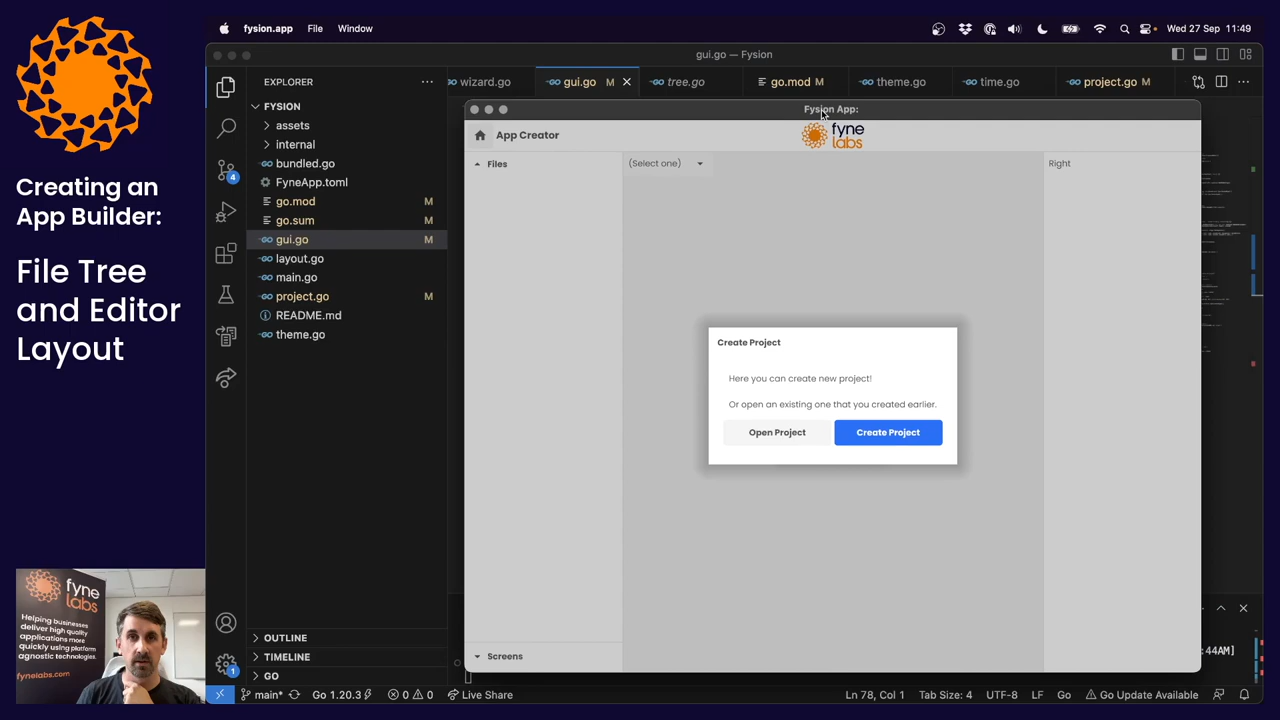 Creating an
App Builder:
File Tree
and Editor
Layout
fyne
labs
Helping businesses
deliver high quality
applications more
quickly using platform
agnostic technologies.
fynelabs.com
fysion.app File Window
Wed 27 Sep 11:49
gui.go — Fysion
EXPLORER
FYSION
assets
internal
bundled.go
FyneApp.toml
go.mod M
go.sum M
gui.go M
layout.go
main.go
project.go M
README.md
theme.go
OUTLINE
TIMELINE
GO
4
1
wizard.go gui.go M tree.go go.mod M theme.go time.go project.go M
Fysion App:
App Creator
fyne
labs
Files
(Select one)
Right
Create Project
Here you can create new project!
Or open an existing one that you created earlier.
Open Project Create Project
Screens
:44AM]
main* Go 1.20.3 0 0 Live Share Ln 78, Col 1 Tab Size: 4 UTF-8 LF Go Go Update Available